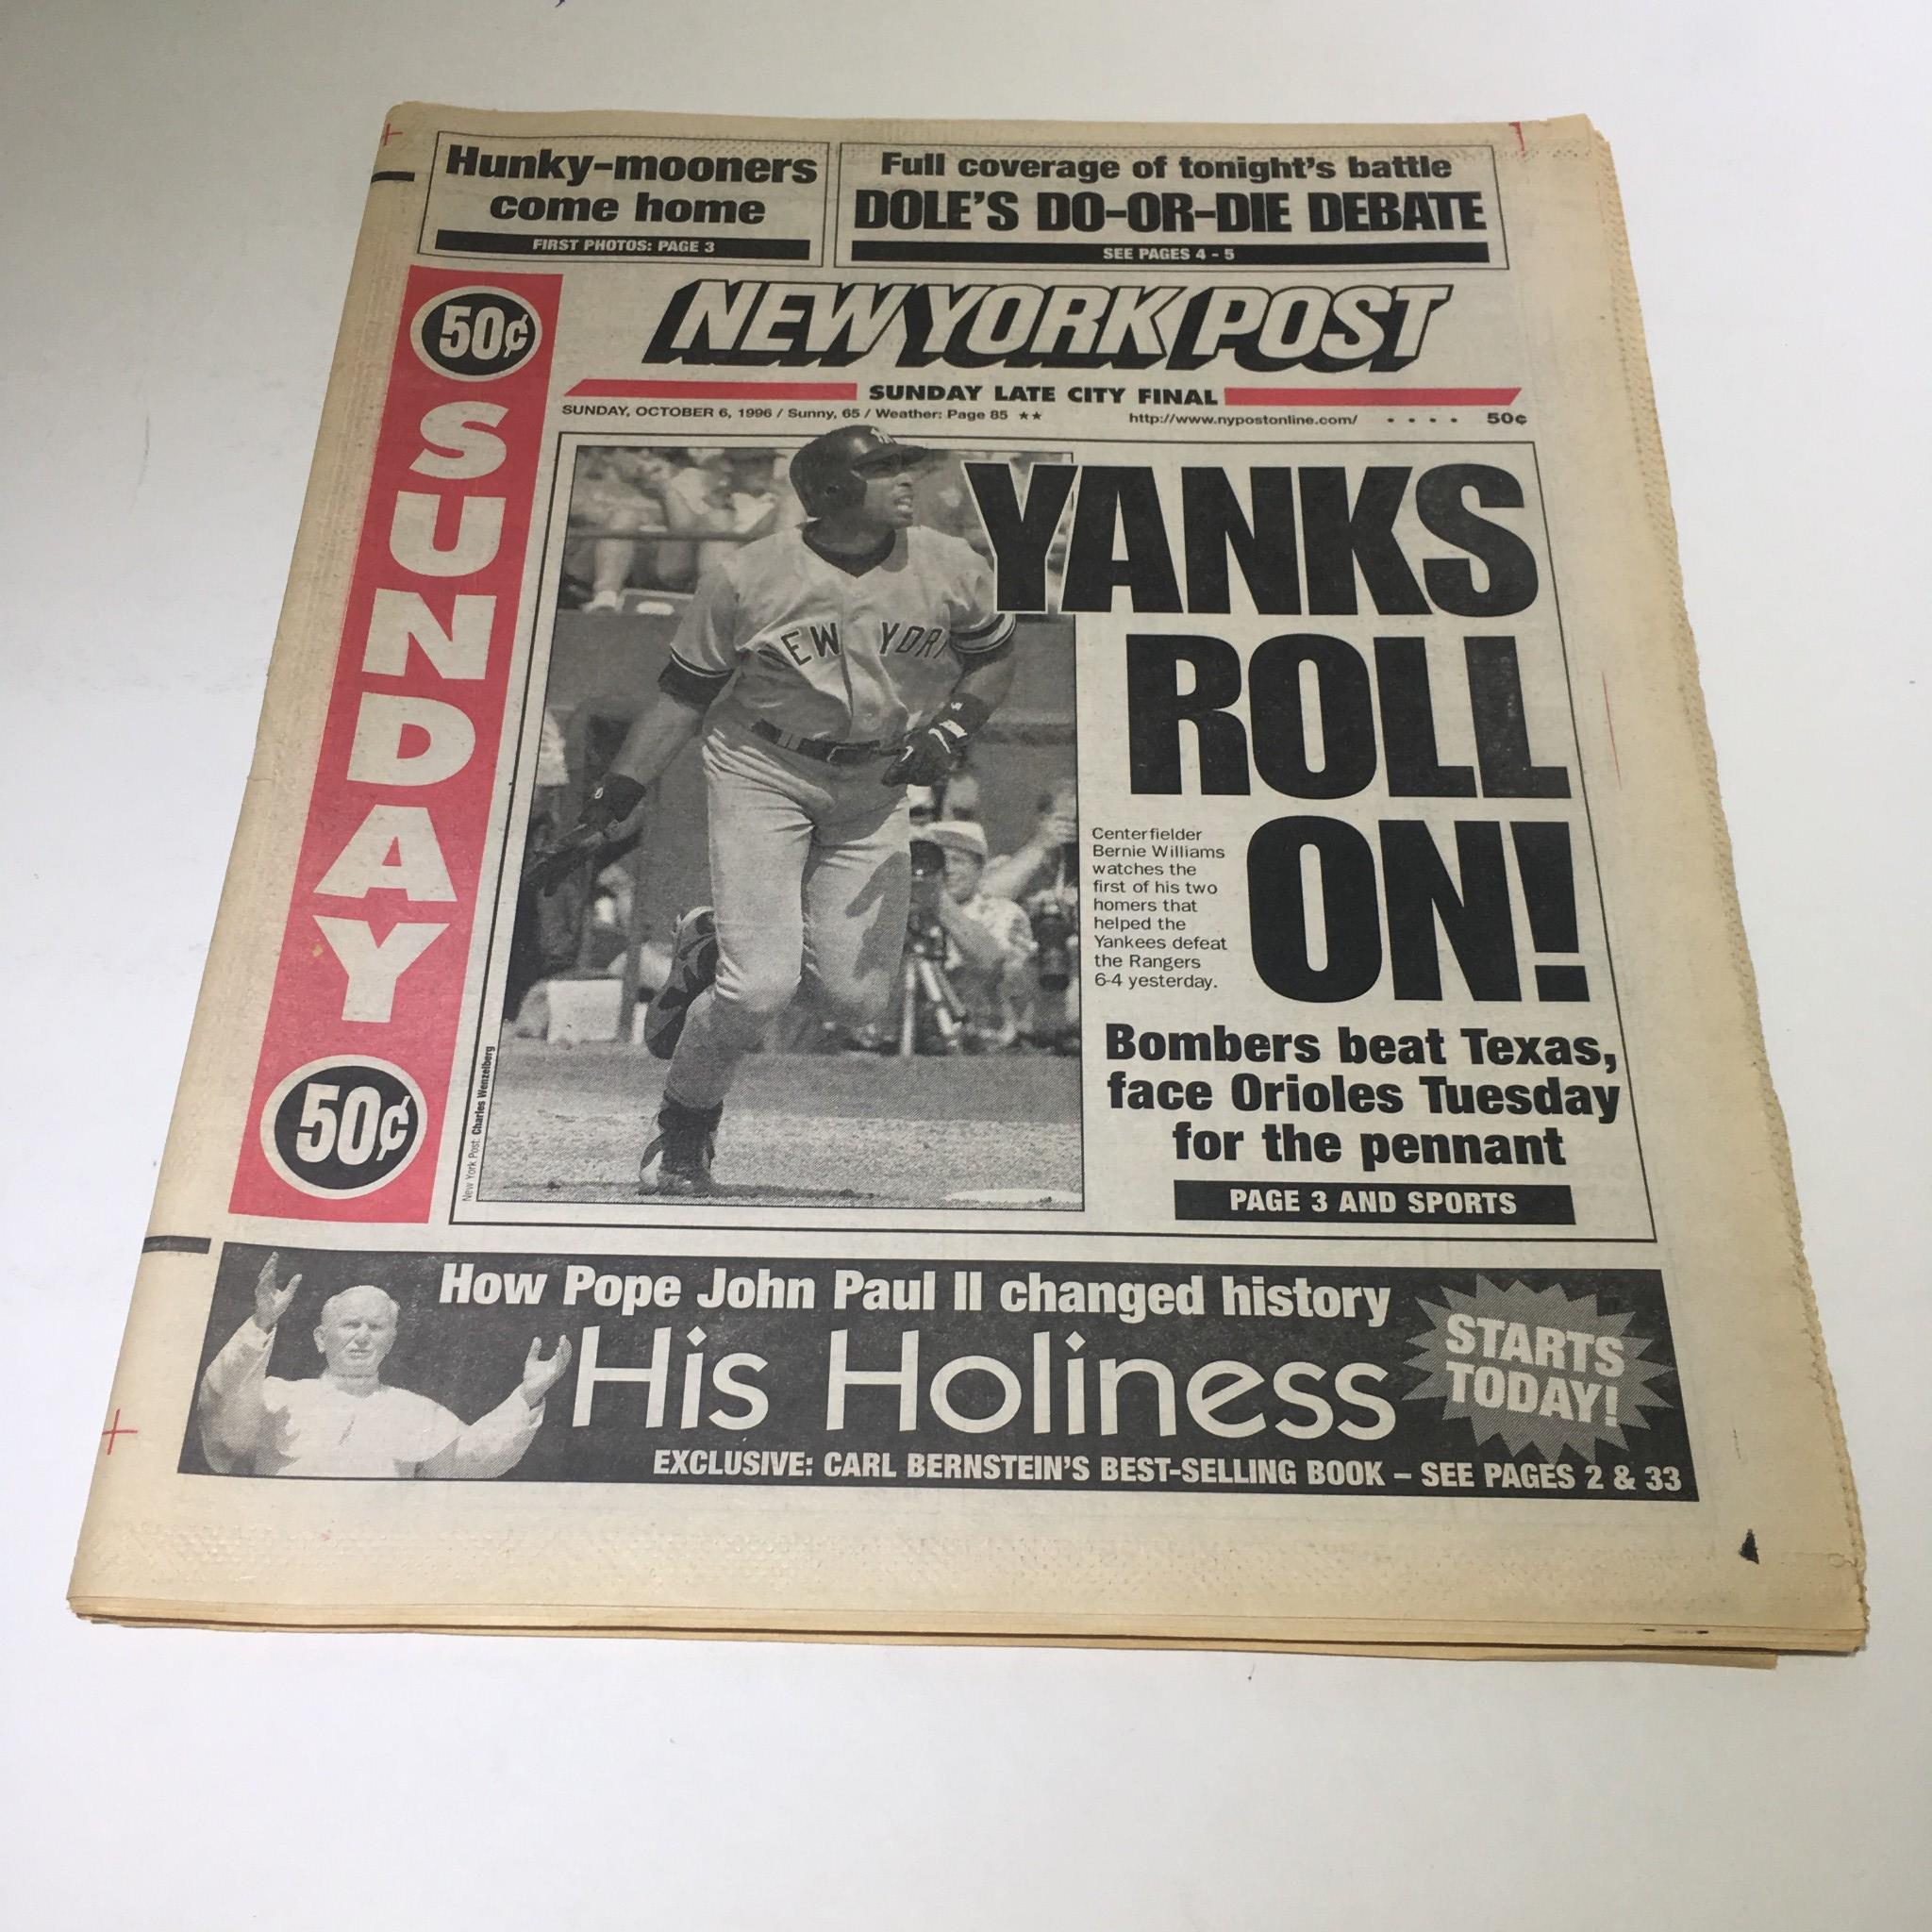 Hunky-mooners
come home
FIRST PHOTOS: PAGE 3
Full coverage of tonight's battle
DOLE'S DO-OR-DIE DEBATE
SEE PAGES 4 - 5
50¢
SUNDAY
50¢
NEW YORK POST
SUNDAY LATE CITY FINAL
SUNDAY, OCTOBER 6, 1996 / Sunny, 65 / Weather: Page 85 ★★ http://www.nypostonline.com/ • • • • 50¢
EW YORK
YANKS
ROLL
ON!
Centerfielder
Bernie Williams
watches the
first of his two
homers that
helped the
Yankees defeat
the Rangers
6-4 yesterday.
Bombers beat Texas,
face Orioles Tuesday
for the pennant
PAGE 3 AND SPORTS
New York Post: Charles Wenzelberg
How Pope John Paul II changed history
His Holiness
STARTS
TODAY!
EXCLUSIVE: CARL BERNSTEIN'S BEST-SELLING BOOK – SEE PAGES 2 & 33